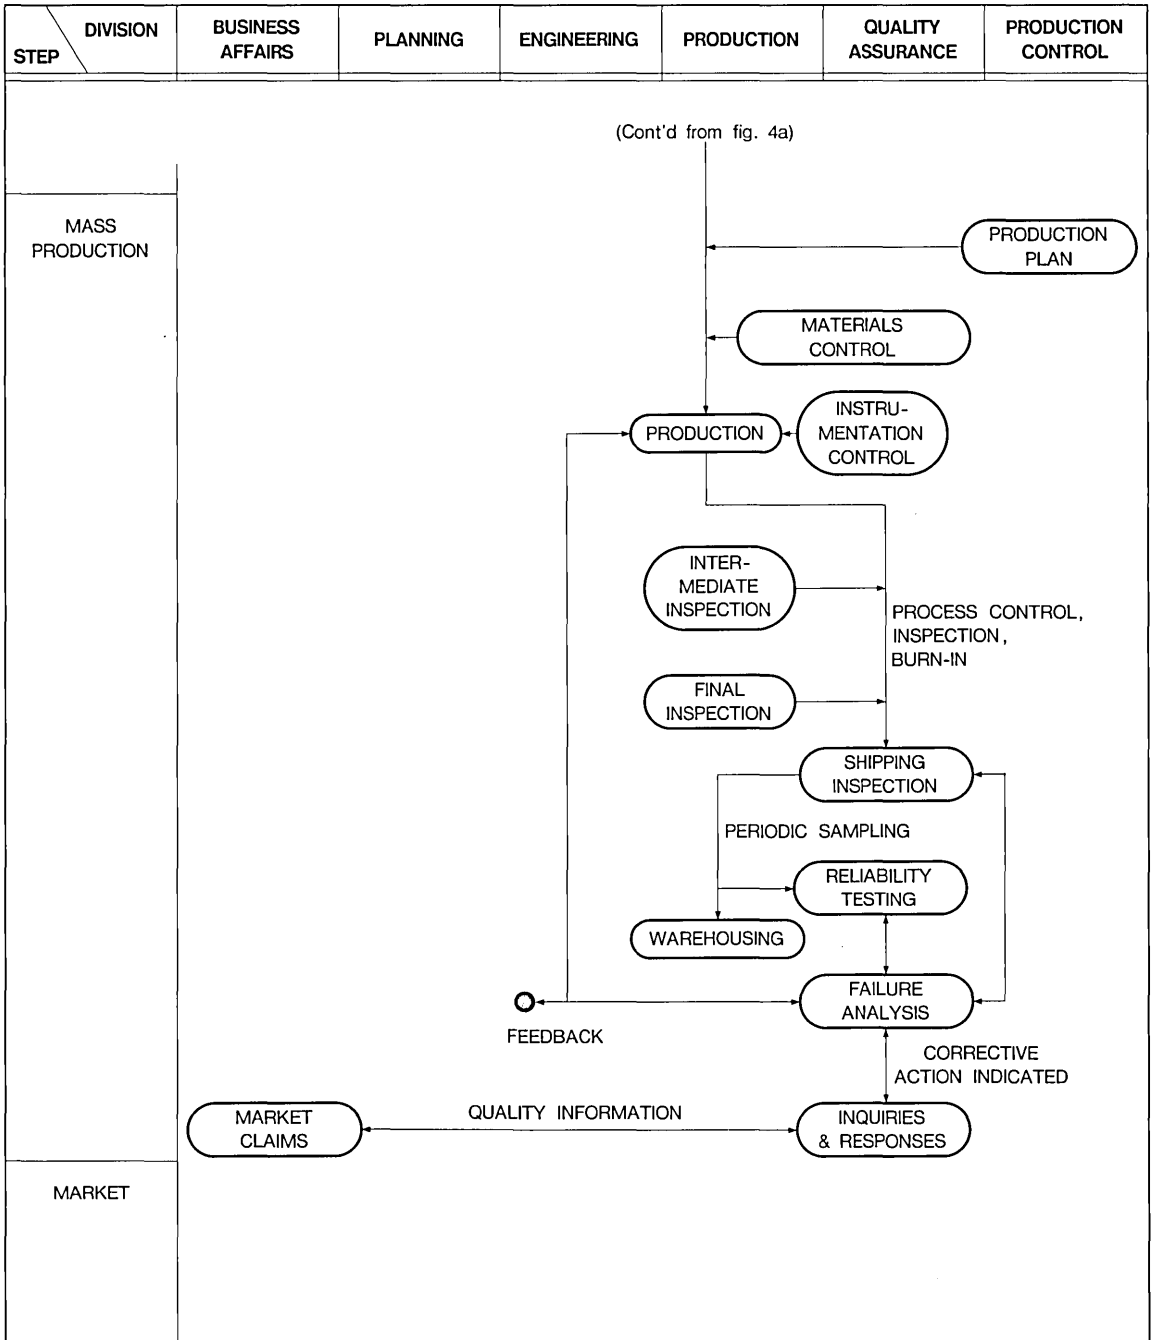 DIVISION
STEP
BUSINESS
AFFAIRS
PLANNING
ENGINEERING
PRODUCTION
QUALITY
ASSURANCE
PRODUCTION
CONTROL
(Cont'd from fig. 4a)
MASS
PRODUCTION
PRODUCTION
PLAN
MATERIALS
CONTROL
INSTRU-
MENTATION
CONTROL
PRODUCTION
INTER-
MEDIATE
INSPECTION
PROCESS CONTROL,
INSPECTION,
BURN-IN
FINAL
INSPECTION
SHIPPING
INSPECTION
PERIODIC SAMPLING
RELIABILITY
TESTING
WAREHOUSING
FAILURE
ANALYSIS
FEEDBACK
CORRECTIVE
ACTION INDICATED
MARKET
CLAIMS
QUALITY INFORMATION
INQUIRIES
& RESPONSES
MARKET